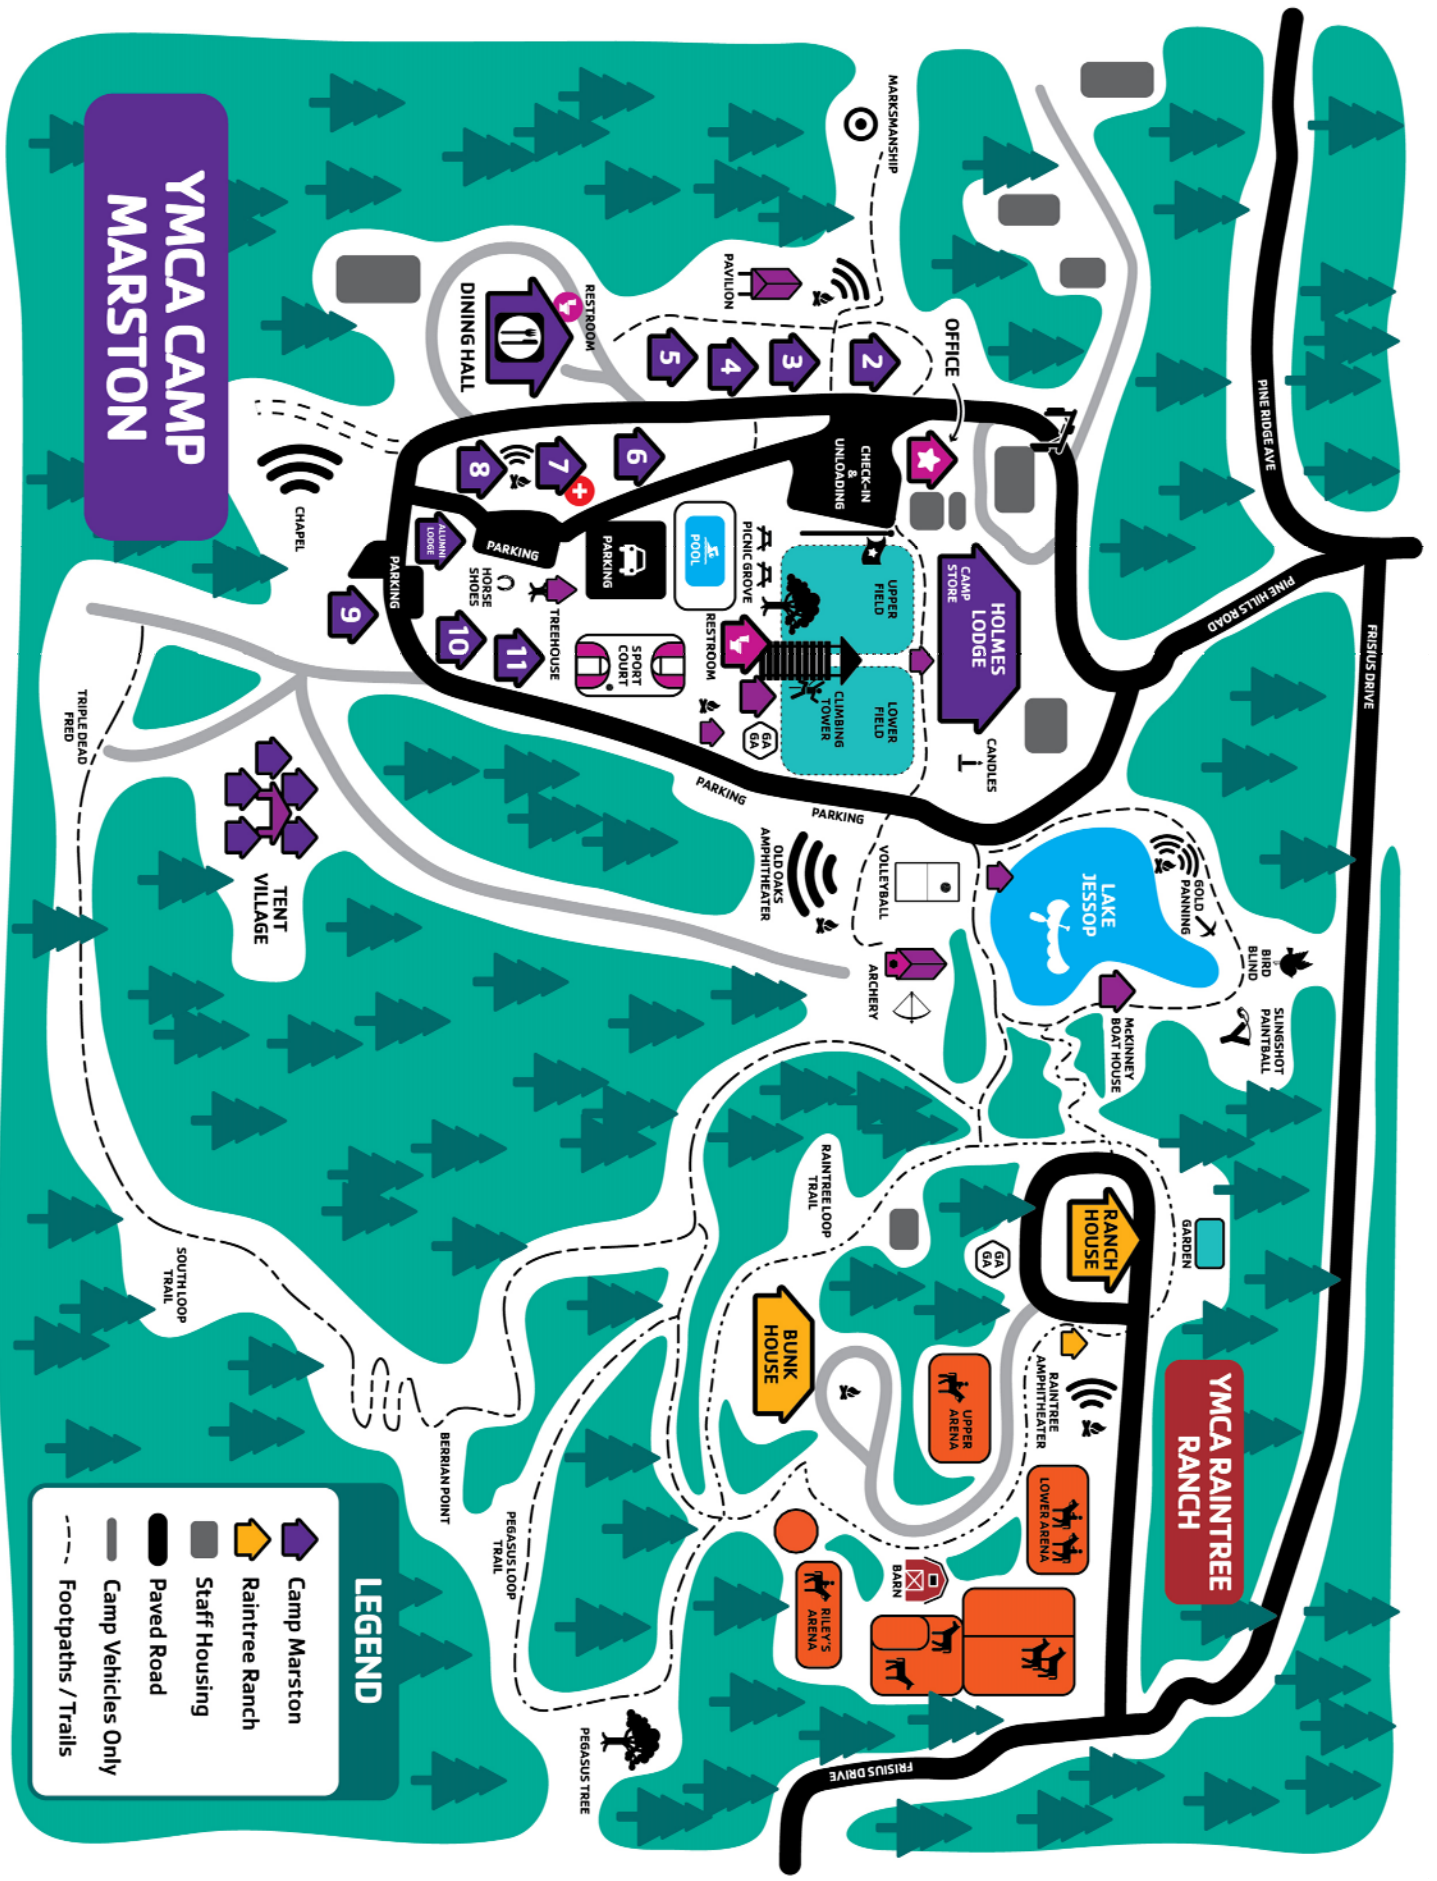 YMCA CAMP
MARSTON
MARKSMANSHIP
PAVILION
RESTROOM
DINING HALL
5
4
3
2
OFFICE
PINE RIDGE AVE
CHECK-IN
&
UNLOADING
6
7
8
CHAPEL
ALUMNI
LODGE
PARKING
PARKING
PARKING
POOL
PICNIC GROVE
UPPER
FIELD
CAMP
STORE
HOLMES
LODGE
PINE HILLS ROAD
FRISIUS DRIVE
HORSE
SHOES
TREEHOUSE
9
10
11
SPORT
COURT
RESTROOM
CLIMBING
TOWER
LOWER
FIELD
GA
GA
CANDLES
PARKING
PARKING
TRIPLE DEAD
FRED
TENT
VILLAGE
OLD OAKS
AMPHITHEATER
VOLLEYBALL
ARCHERY
LAKE
JESSOP
GOLD
PANNING
BIRD
BLIND
SLINGSHOT
PAINTBALL
McKINNEY
BOAT HOUSE
RAINTREE LOOP
TRAIL
GARDEN
RANCH
HOUSE
GA
GA
SOUTH LOOP
TRAIL
BUNK
HOUSE
UPPER
ARENA
RAINTREE
AMPHITHEATER
YMCA RAINTREE
RANCH
LOWER ARENA
BERRIAN POINT
PEGASUS LOOP
TRAIL
BARN
RILEY'S
ARENA
PEGASUS TREE
FRISIUS DRIVE
LEGEND
Camp Marston
Raintree Ranch
Staff Housing
Paved Road
Camp Vehicles Only
Footpaths / Trails